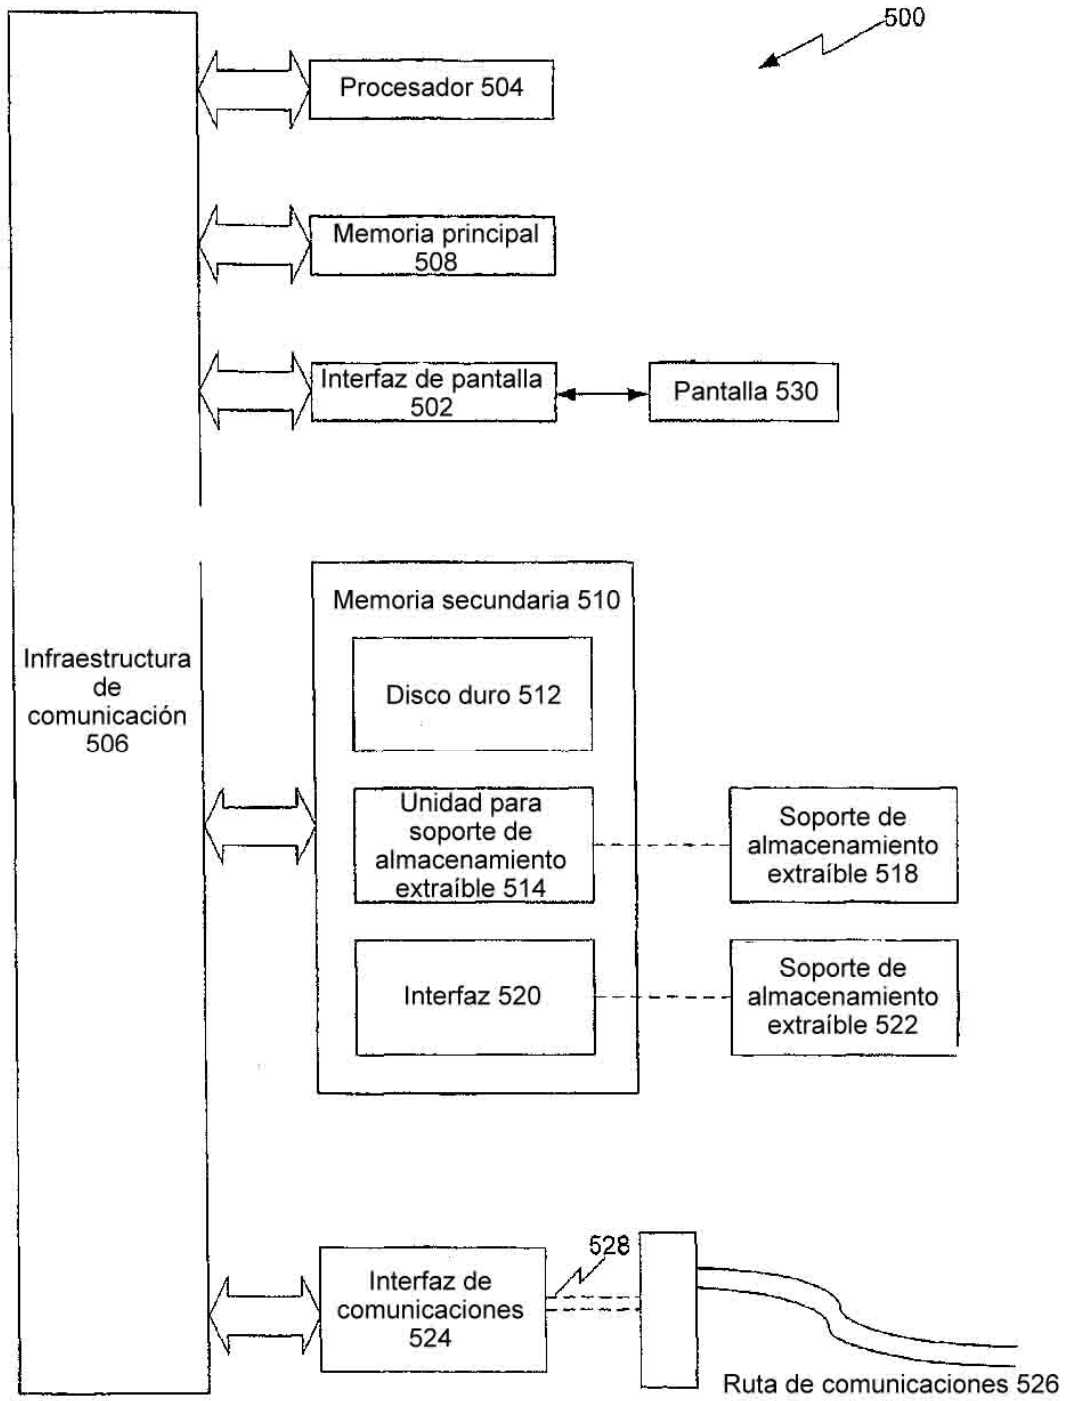 500
Procesador 504
Memoria principal
508
Interfaz de pantalla
502
Pantalla 530
Memoria secundaria 510
Infraestructura
de
comunicación
506
Disco duro 512
Unidad para
soporte de
almacenamiento
extraíble 514
Soporte de
almacenamiento
extraíble 518
Interfaz 520
Soporte de
almacenamiento
extraíble 522
528
Interfaz de
comunicaciones
524
Ruta de comunicaciones 526